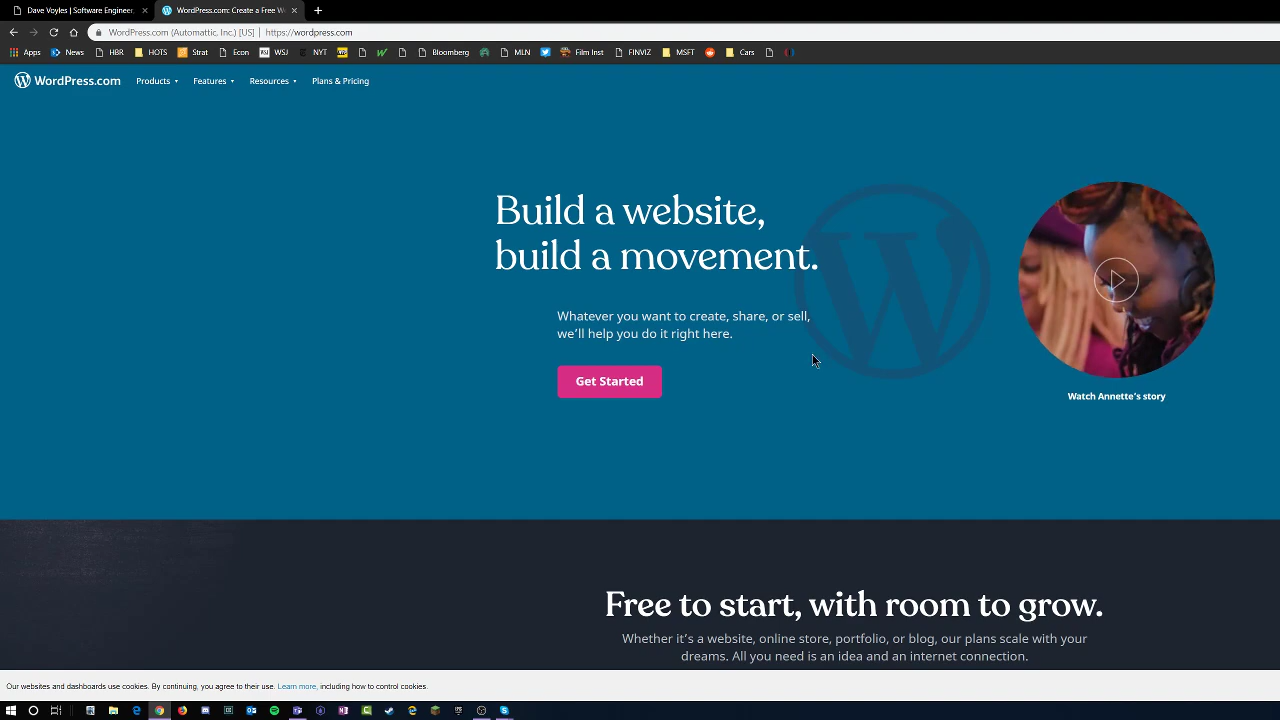 Dave Voyles | Software Engineer,
WordPress.com: Create a Free W
WordPress.com (Automattic, Inc.) [US] | https://wordpress.com
Apps News HBR HOTS Strat Econ WSJ NYT Bloomberg MLN Film Inst FINVIZ MSFT Cars
WordPress.com Products Features Resources Plans & Pricing
Build a website,
build a movement.
Whatever you want to create, share, or sell,
we'll help you do it right here.
Get Started
Watch Annette's story
Free to start, with room to grow.
Whether it's a website, online store, portfolio, or blog, our plans scale with your
dreams. All you need is an idea and an internet connection.
Our websites and dashboards use cookies. By continuing, you agree to their use. Learn more, including how to control cookies.